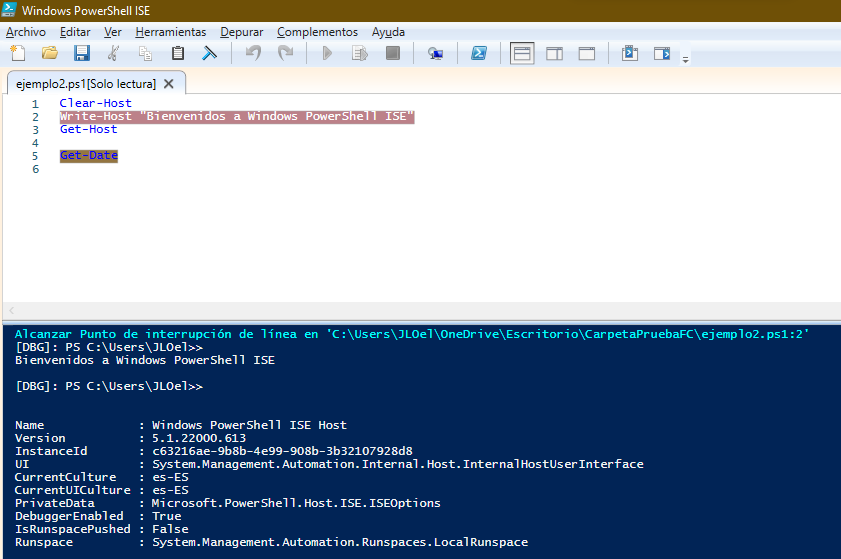 Windows PowerShell ISE
Archivo Editar Ver Herramientas Depurar Complementos Ayuda
ejemplo2.ps1[Solo lectura]
1 Clear-Host
2 Write-Host "Bienvenidos a Windows PowerShell ISE"
3 Get-Host
4
5 Get-Date
6
Alcanzar Punto de interrupción de línea en 'C:\Users\JLOel\OneDrive\Escritorio\CarpetaPruebaFC\ejemplo2.ps1:2'
[DBG]: PS C:\Users\JLOel>>
Bienvenidos a Windows PowerShell ISE
[DBG]: PS C:\Users\JLOel>>
Name : Windows PowerShell ISE Host
Version : 5.1.22000.613
InstanceId : c63216ae-9b8b-4e99-908b-3b32107928d8
UI : System.Management.Automation.Internal.Host.InternalHostUserInterface
CurrentCulture : es-ES
CurrentUICulture : es-ES
PrivateData : Microsoft.PowerShell.Host.ISE.ISEOptions
DebuggerEnabled : True
IsRunspacePushed : False
Runspace : System.Management.Automation.Runspaces.LocalRunspace